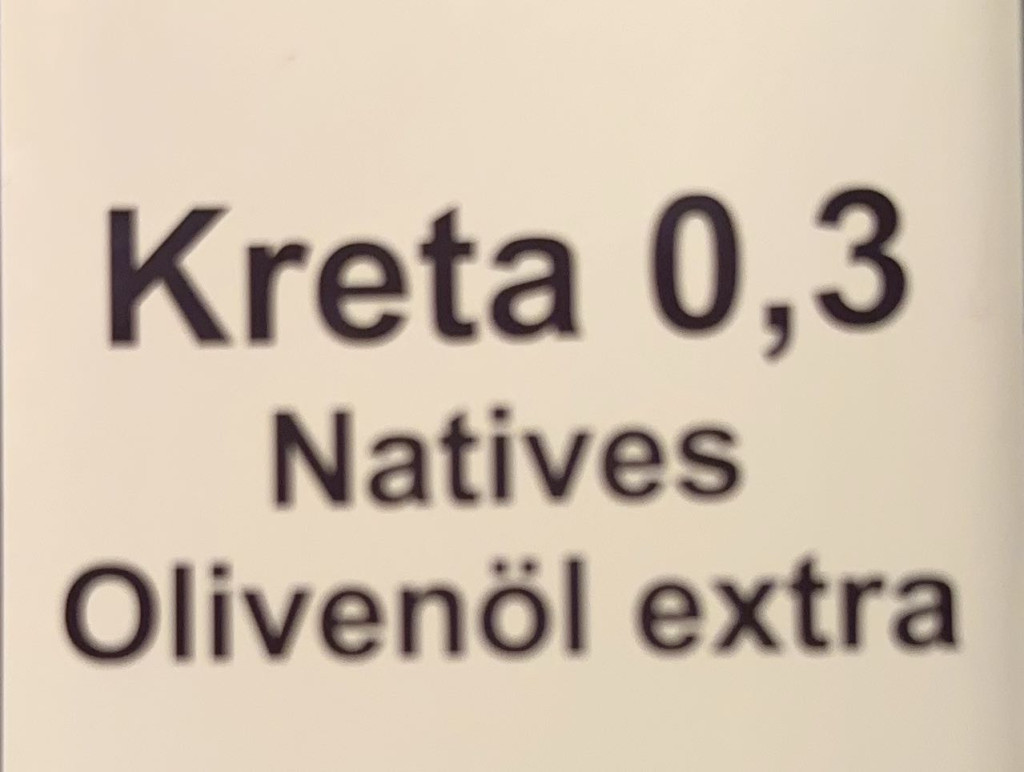 Kreta 0,3
Natives
Olivenöl extra